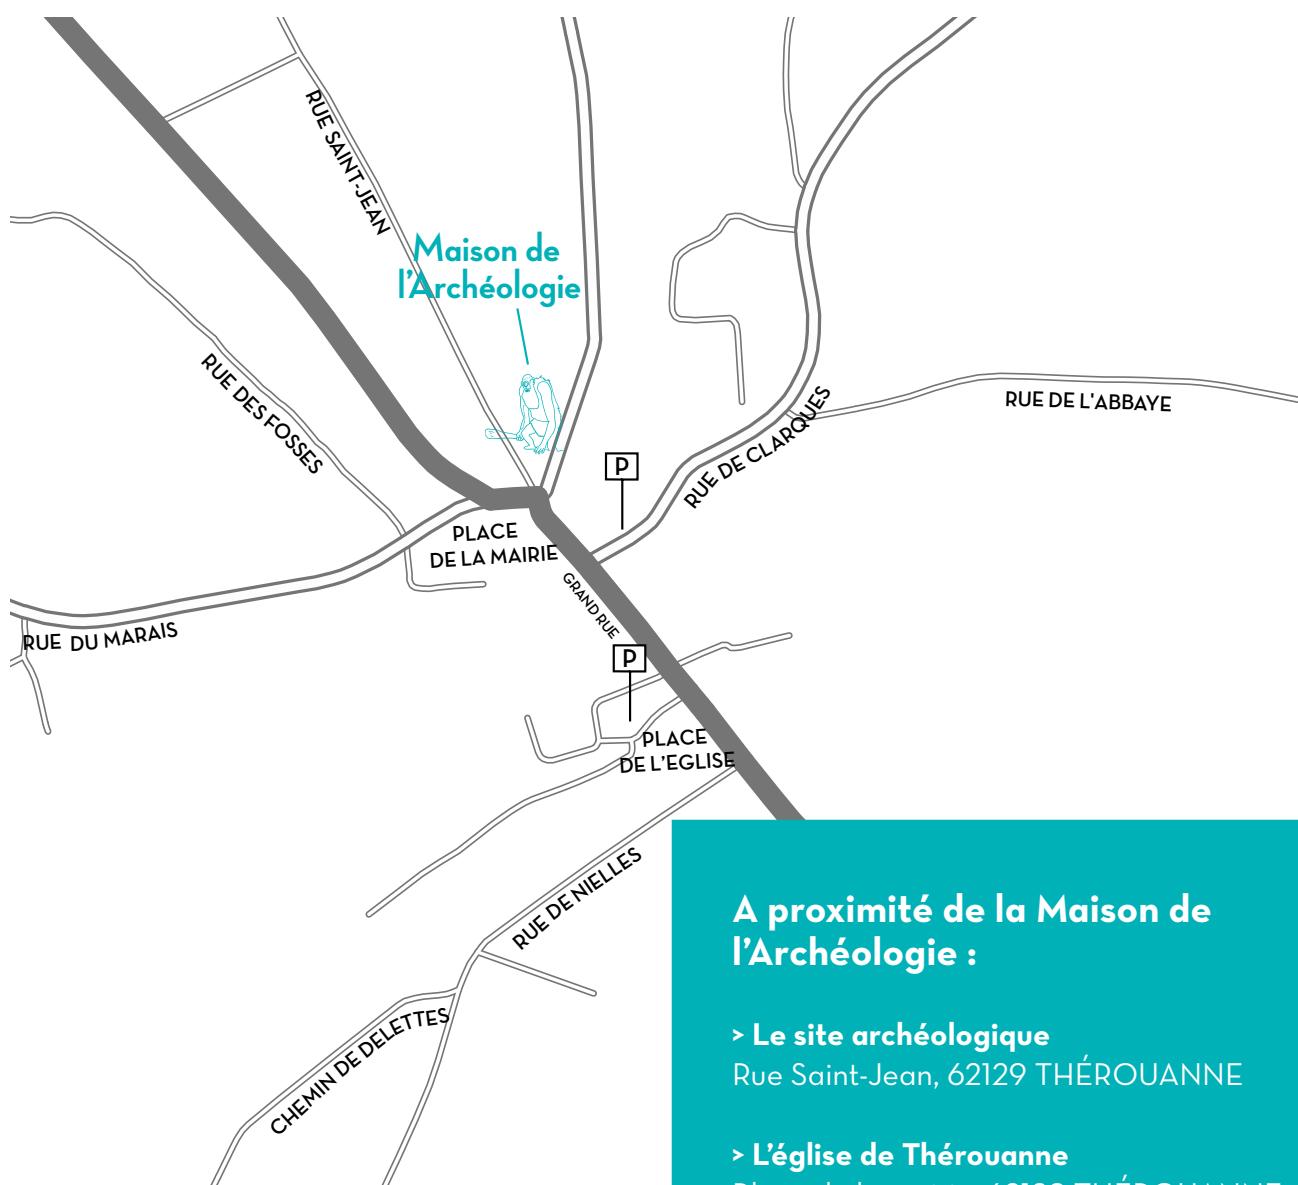 RUE SAINT-JEAN
Maison de
l'Archéologie
RUE DES FOSSES
RUE DE L'ABBAYE
RUE DE CLARQUES
P
PLACE
DE LA MAIRIE
GRAND RUE
RUE DU MARAIS
P
PLACE
DE L'EGLISE
RUE DE NIELLES
CHEMIN DE DELETTES
A proximité de la Maison de
l'Archéologie :
> Le site archéologique
Rue Saint-Jean, 62129 THÉROUANNE
> L'église de Thérouanne
62129 THÉROUANNE